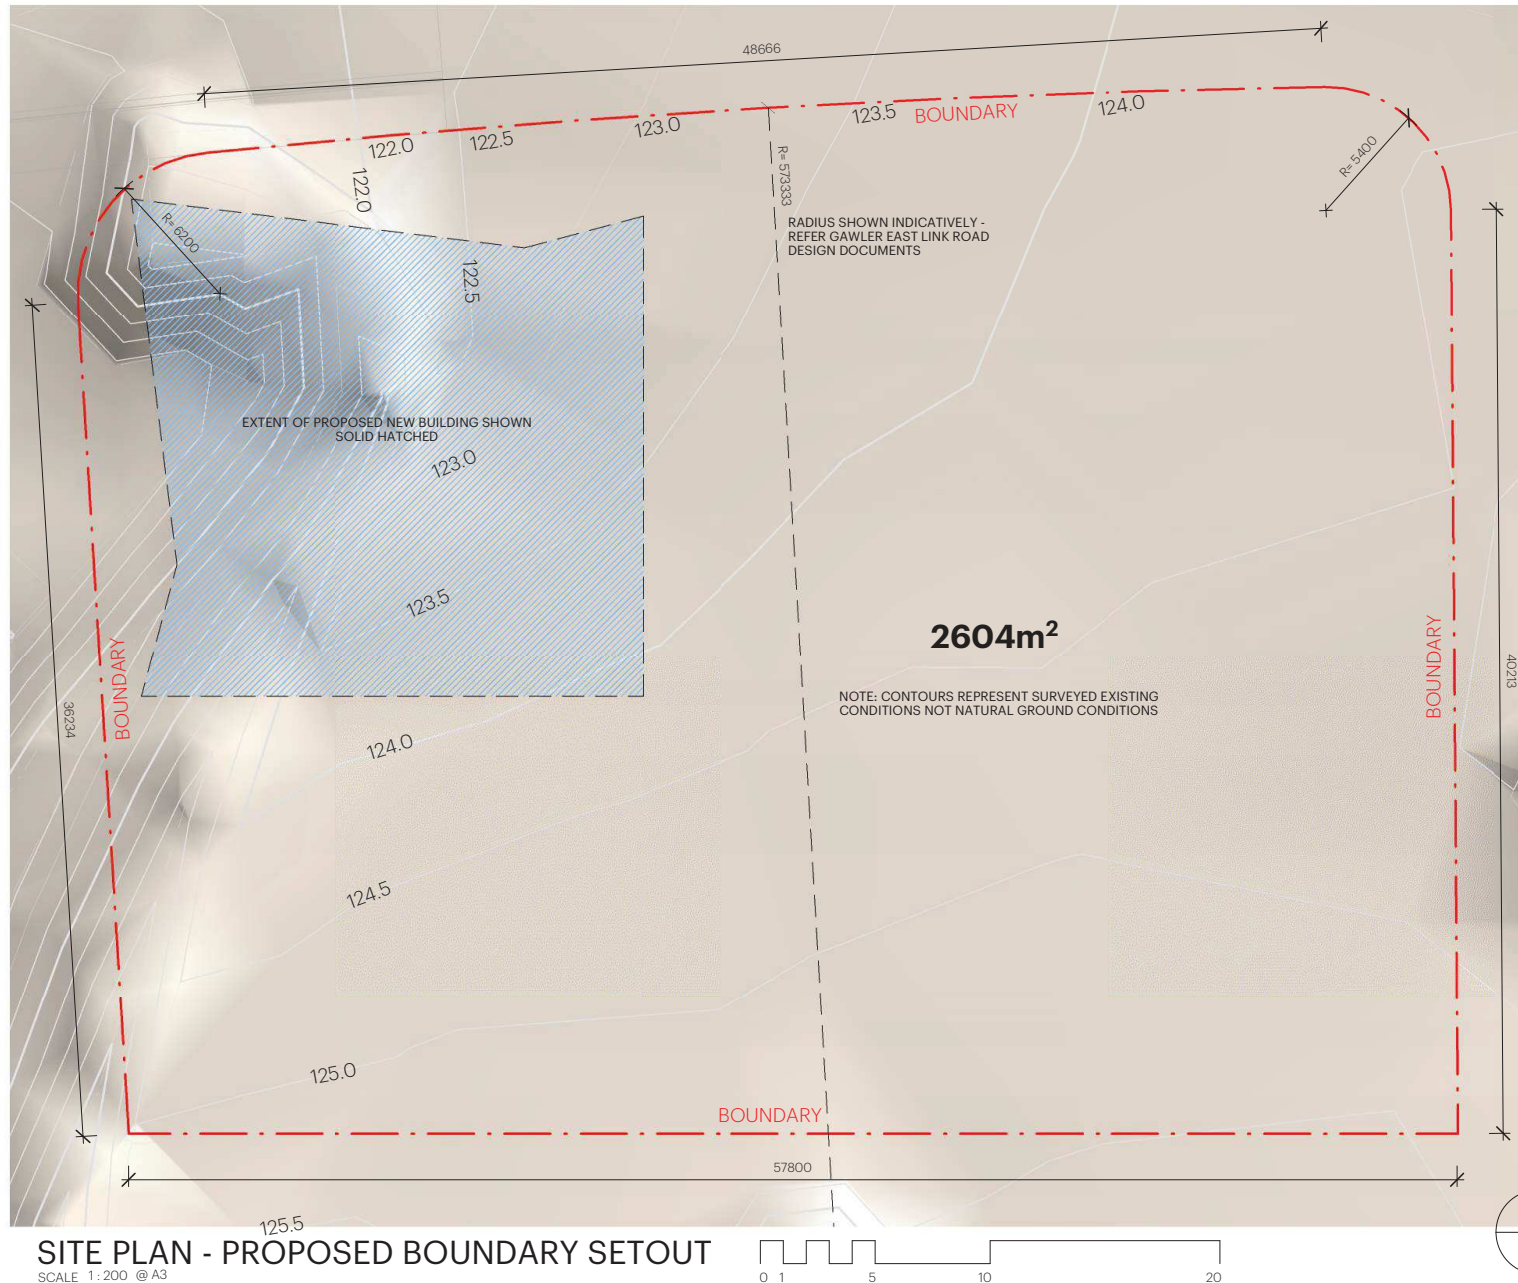 48666
BOUNDARY
122.0
122.5
123.0
123.5
124.0
R= 5400
122.0
R= 573333
RADIUS SHOWN INDICATIVELY -
REFER GAWLER EAST LINK ROAD
DESIGN DOCUMENTS
R= 6200
122.5
EXTENT OF PROPOSED NEW BUILDING SHOWN
SOLID HATCHED
123.0
123.5
2604m²
BOUNDARY
BOUNDARY
40213
36234
NOTE: CONTOURS REPRESENT SURVEYED EXISTING
CONDITIONS NOT NATURAL GROUND CONDITIONS
124.0
124.5
125.0
BOUNDARY
57800
125.5
SITE PLAN - PROPOSED BOUNDARY SETOUT
SCALE 1 : 200 @ A3
0 1 5 10 20